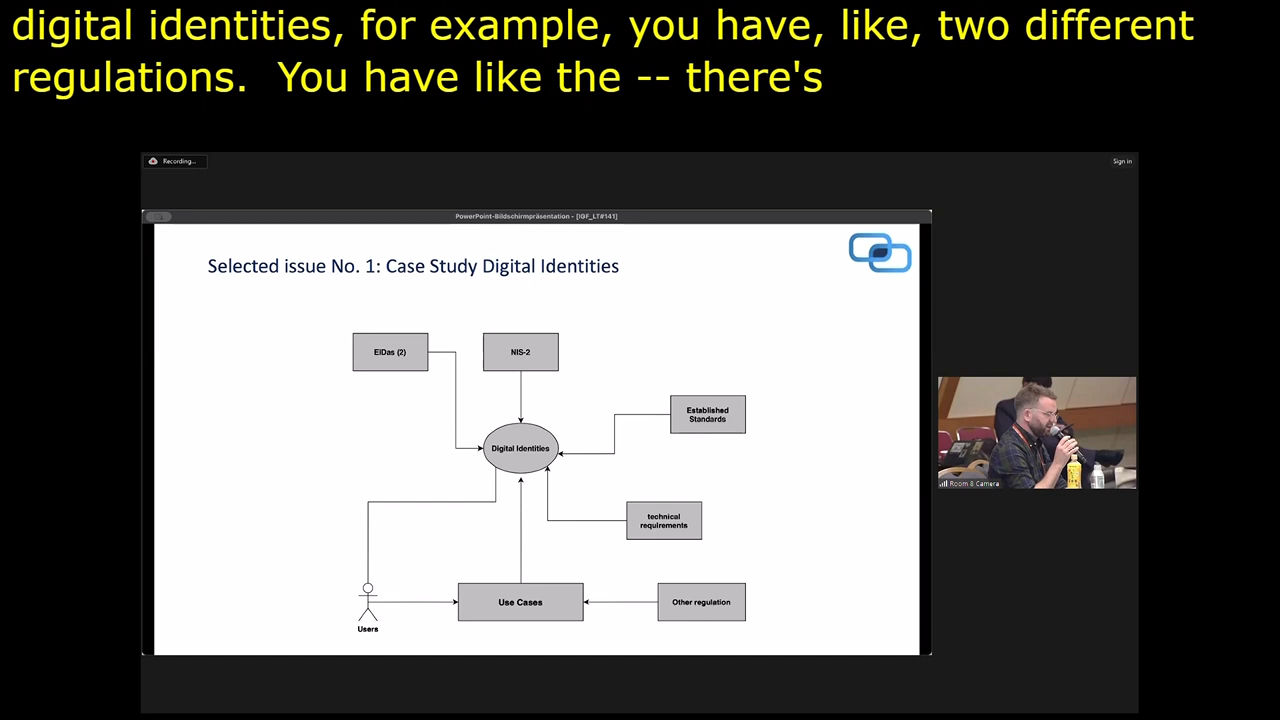 digital identities, for example, you have, like, two different
regulations.  You have like the -- there's
Recording...
Sign in
PowerPoint-Bildschirmpräsentation - [IGF_LT#141]
Selected issue No. 1: Case Study Digital Identities
EIDas (2)
NIS-2
Established
Standards
Digital Identities
technical
requirements
Use Cases
Other regulation
Users
Room 8 Camera